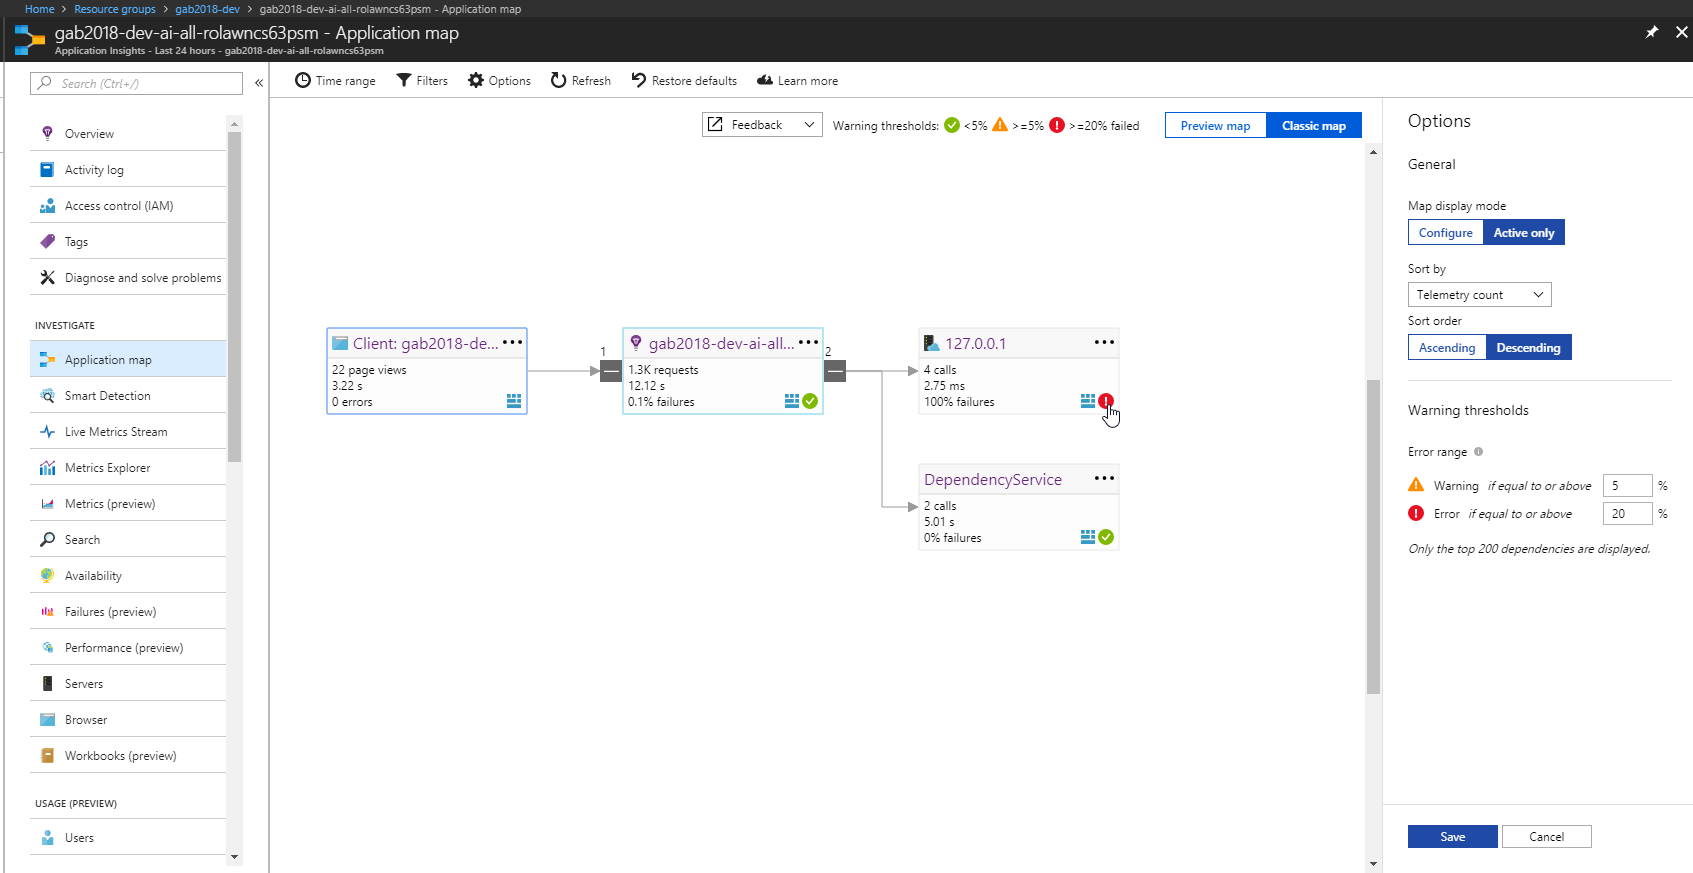 Home > Resource groups > gab2018-dev > gab2018-dev-ai-all-rolawncs63psm - Application map
gab2018-dev-ai-all-rolawncs63psm - Application map
Application Insights - Last 24 hours - gab2018-dev-ai-all-rolawncs63psm
Search (Ctrl+/)
«
Overview
Activity log
Access control (IAM)
Tags
Diagnose and solve problems
INVESTIGATE
Application map
Smart Detection
Live Metrics Stream
Metrics Explorer
Metrics (preview)
Search
Availability
Failures (preview)
Performance (preview)
Servers
Browser
Workbooks (preview)
USAGE (PREVIEW)
Users
Time range
Filters
Options
Refresh
Restore defaults
Learn more
Feedback
Warning thresholds: <5% >=5% >=20% failed
Preview map
Classic map
Client: gab2018-de...
22 page views
3.22 s
0 errors
1
gab2018-dev-ai-all...
1.3K requests
12.12 s
0.1% failures
2
127.0.0.1
4 calls
2.75 ms
100% failures
DependencyService
2 calls
5.01 s
0% failures
Options
General
Map display mode
Configure
Active only
Sort by
Telemetry count
Sort order
Ascending
Descending
Warning thresholds
Error range
Warning if equal to or above 5 %
Error if equal to or above 20 %
Only the top 200 dependencies are displayed.
Save
Cancel